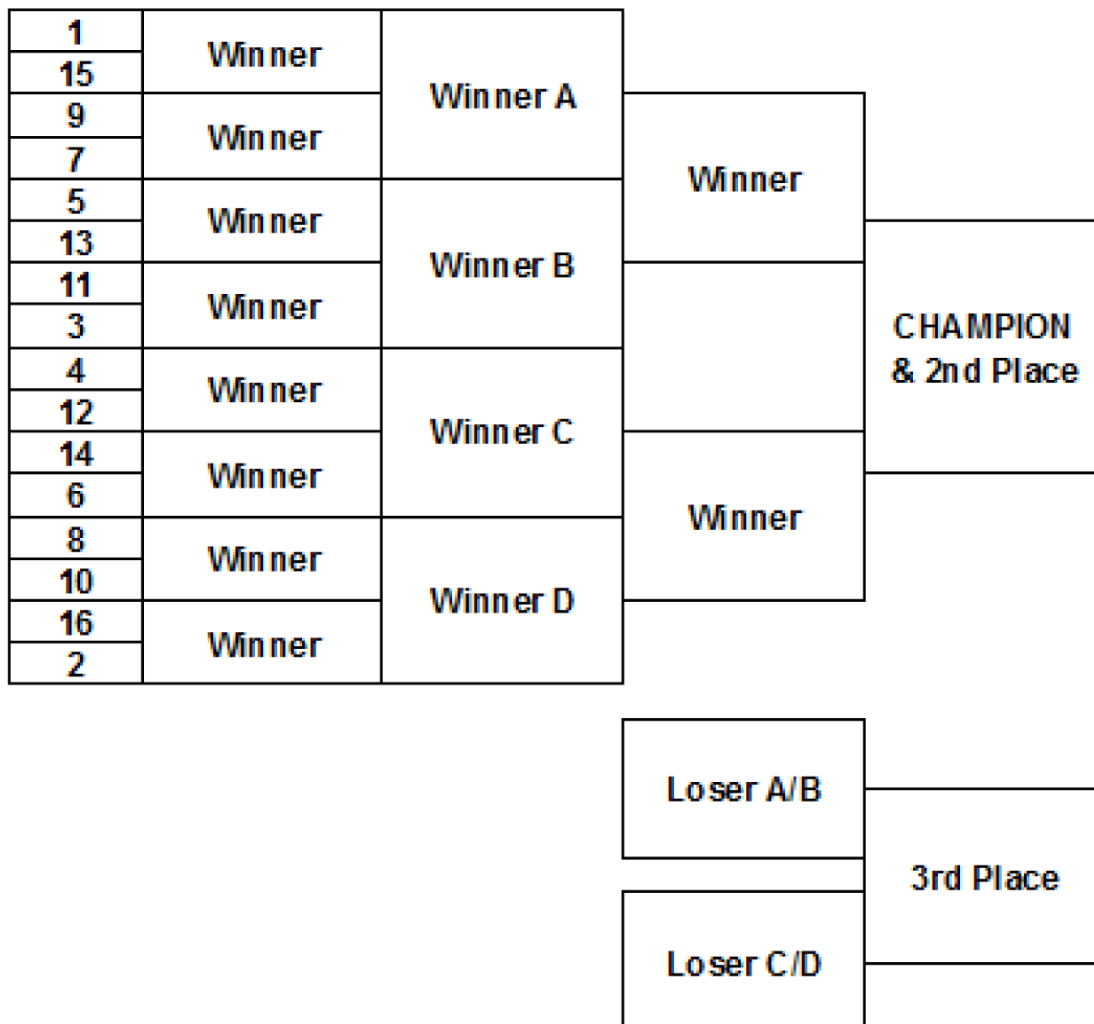 1
15
Winner
9
7
Winner
Winner A
5
13
Winner
11
3
Winner
Winner B
Winner
4
12
Winner
14
6
Winner
Winner C
8
10
Winner
16
2
Winner
Winner D
Winner
CHAMPION
& 2nd Place
Loser A/B
Loser C/D
3rd Place